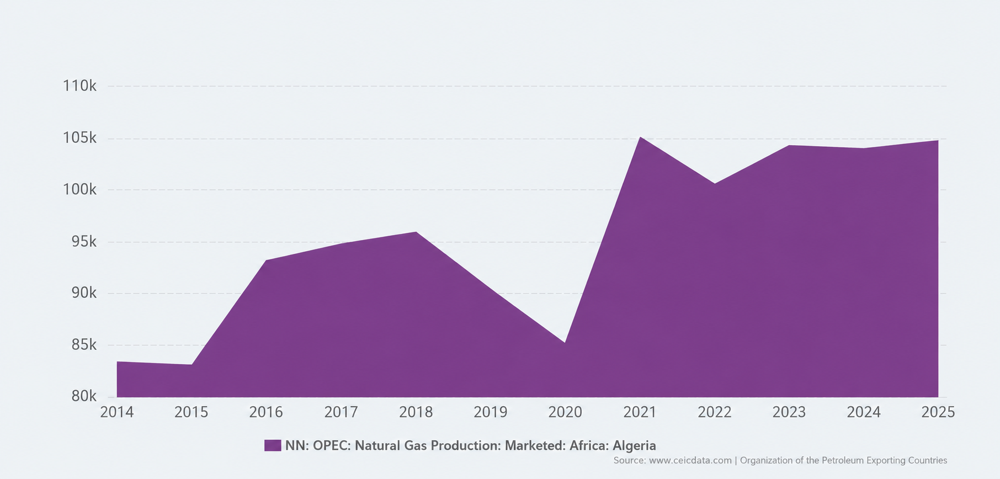 110k
105k
100k
95k
90k
85k
80k
2014 2015 2016 2017 2018 2019 2020 2021 2022 2023 2024 2025
NN: OPEC: Natural Gas Production: Marketed: Africa: Algeria
Source: www.ceicdata.com | Organization of the Petroleum Exporting Countries